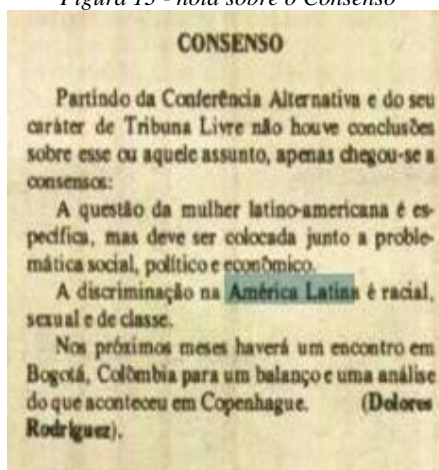 Figura 15 - nota sobre o Consenso
CONSENSO
Partindo da Conferência Alternativa e do seu
caráter de Tribuna Livre não houve conclusões
sobre esse ou aquele assunto, apenas chegou-se a
consensos:
A questão da mulher latino-americana é es-
pecífica, mas deve ser colocada junto a proble-
mática social, político e econômico.
A discriminação na América Latina é racial,
sexual e de classe.
Nos próximos meses haverá um encontro em
Bogotá, Colômbia para um balanço e uma análise
do que aconteceu em Copenhague. (Dolores
Rodriguez).